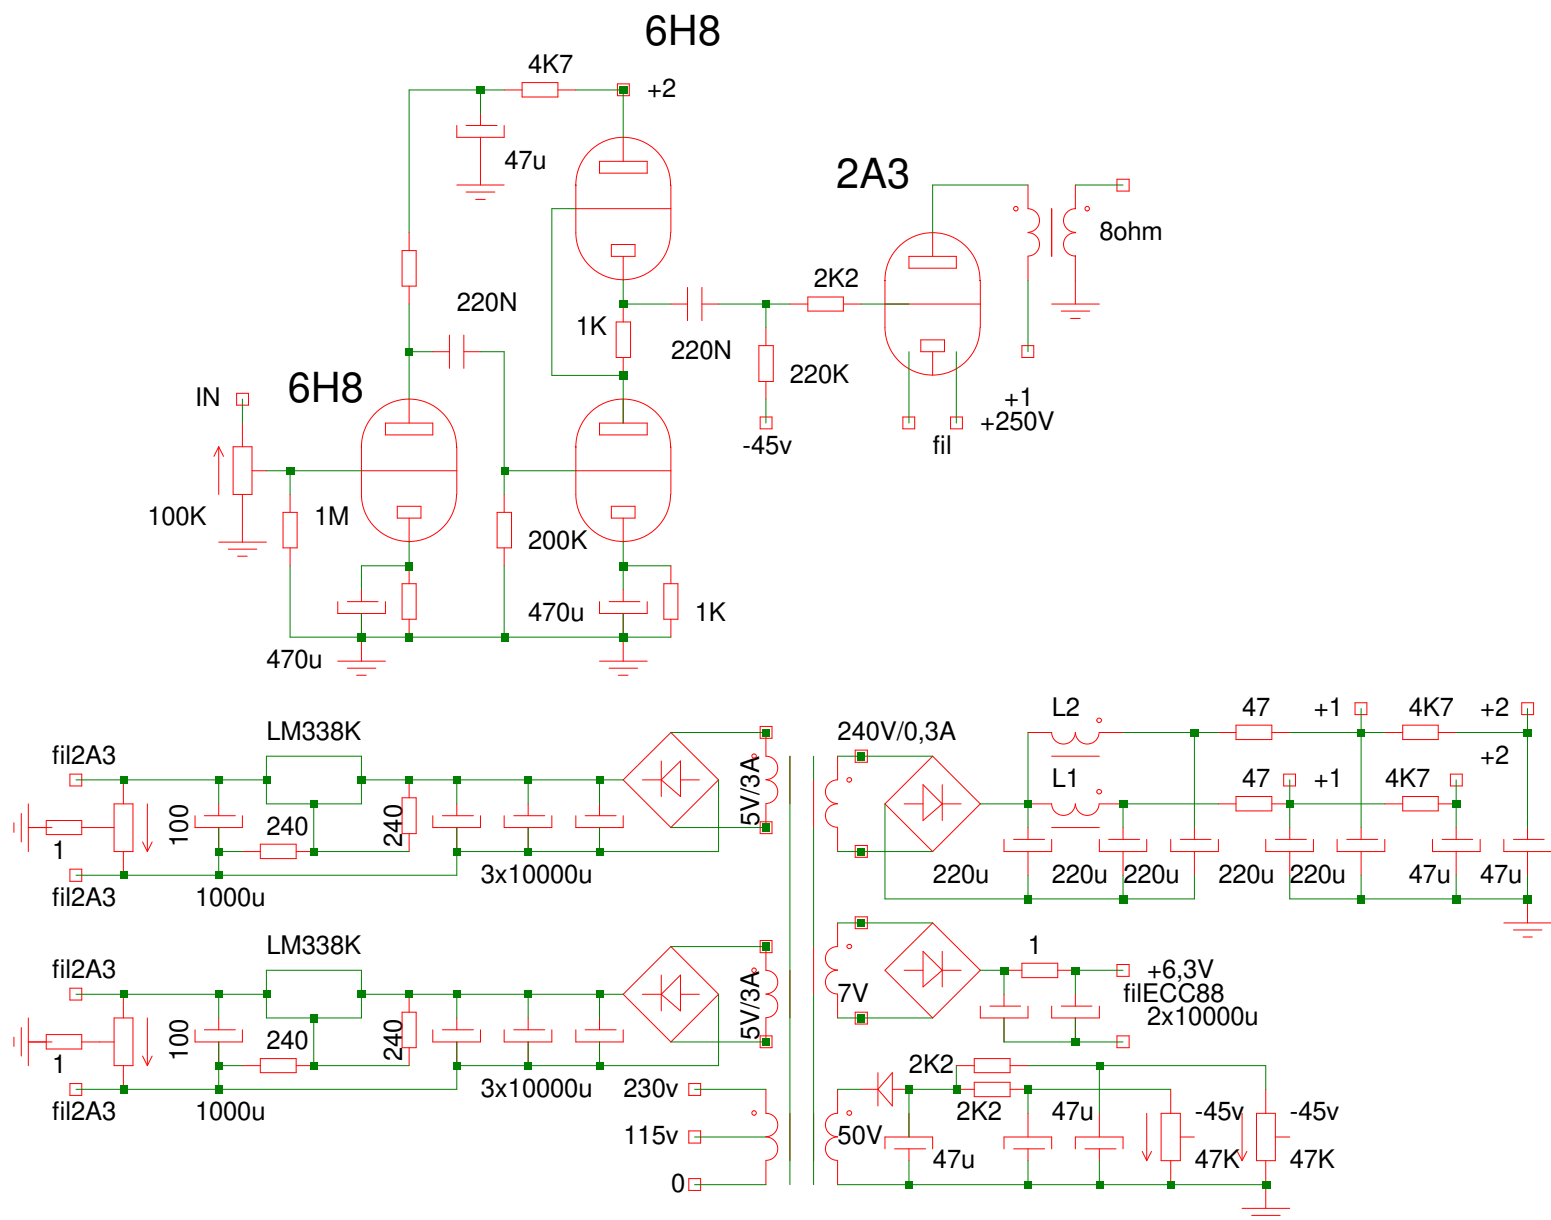 6H8
4K7
+2
47u
2A3
8ohm
220N
2K2
1K
220N
220K
6H8
IN
+1
+250V
-45v
fil
100K
1M
200K
470u
1K
470u
LM338K
240V/0,3A
L2
47
+1
4K7
+2
fil2A3
5V/3A
L1
47
+1
4K7
+2
100
240
240
1
3x10000u
220u
220u
220u
220u
220u
47u
47u
fil2A3
1000u
LM338K
1
+6,3V
fil2A3
5V/3A
7V
filECC88
2x10000u
100
240
240
1
2K2
3x10000u
230v
fil2A3
1000u
2K2
47u
-45v
-45v
115v
50V
47u
47K
47K
0